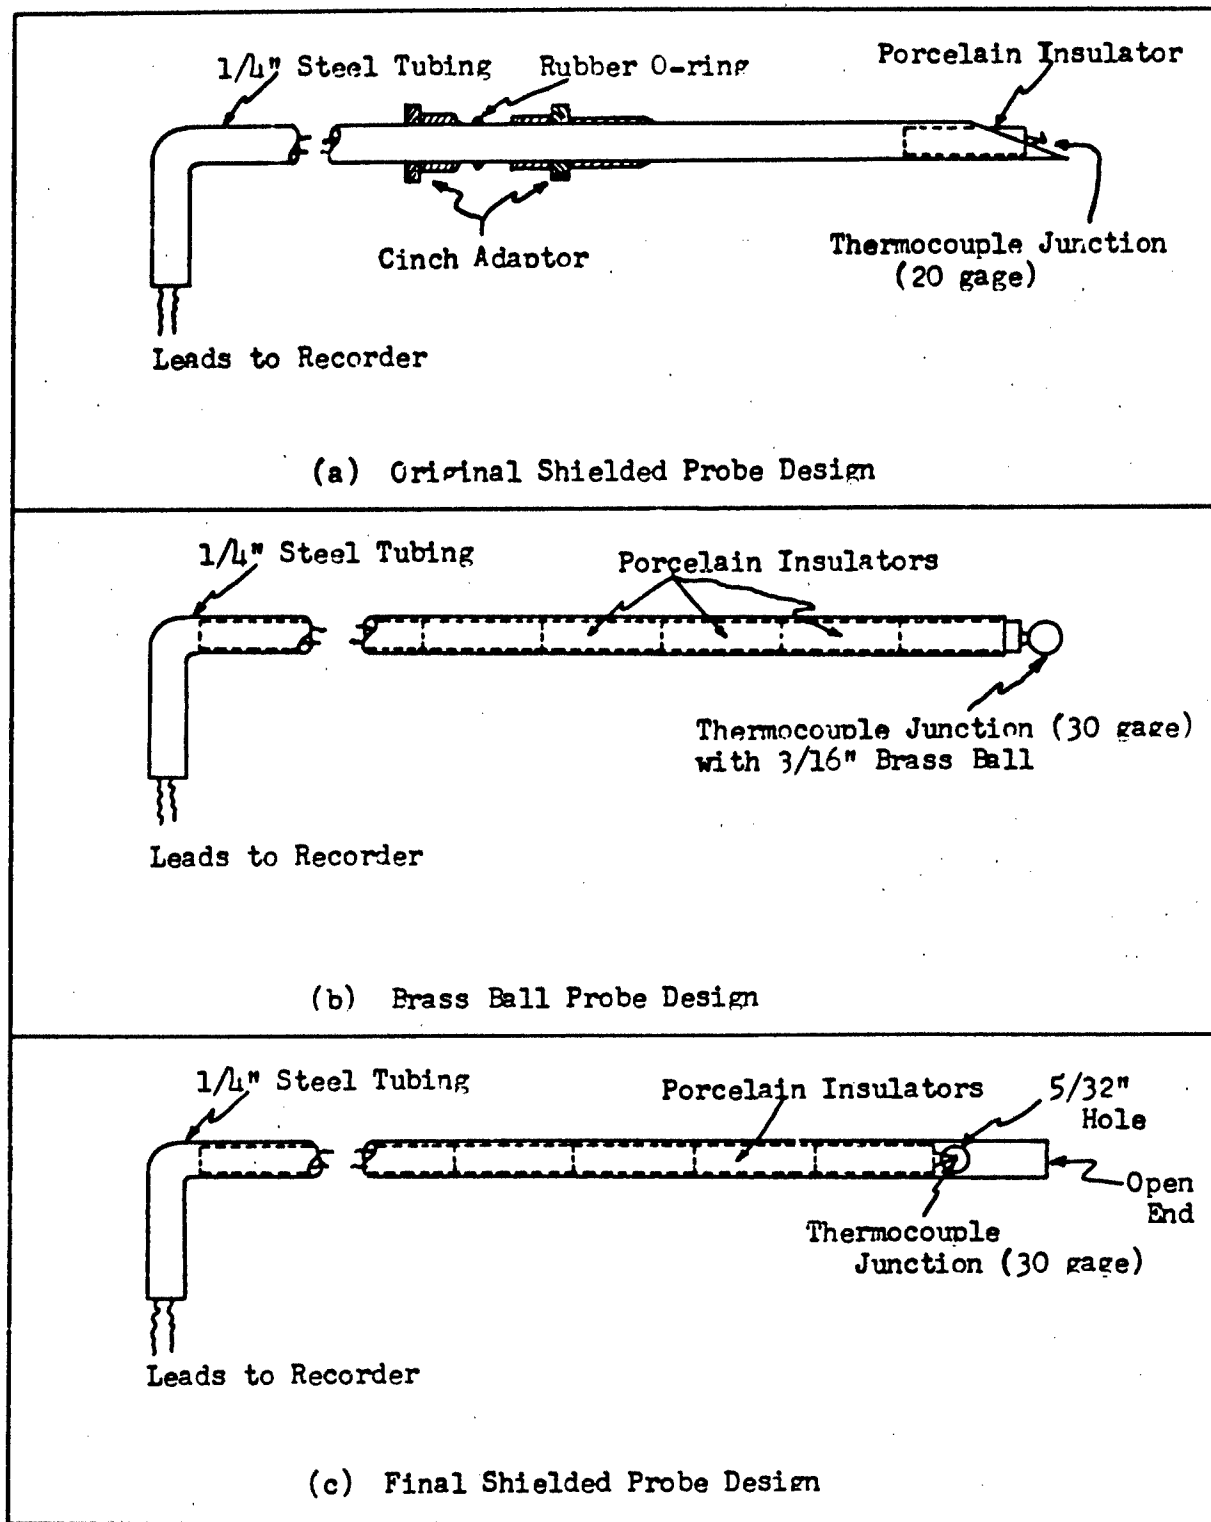 1/4" Steel Tubing
Rubber O-ring
Porcelain Insulator
Cinch Adaptor
Thermocouple Junction
(20 gage)
Leads to Recorder
(a) Original Shielded Probe Design
1/4" Steel Tubing
Porcelain Insulators
Thermocouple Junction (30 gage)
with 3/16" Brass Ball
Leads to Recorder
(b) Brass Ball Probe Design
1/4" Steel Tubing
Porcelain Insulators
5/32"
Hole
Open
End
Thermocouple
Junction (30 gage)
Leads to Recorder
(c) Final Shielded Probe Design